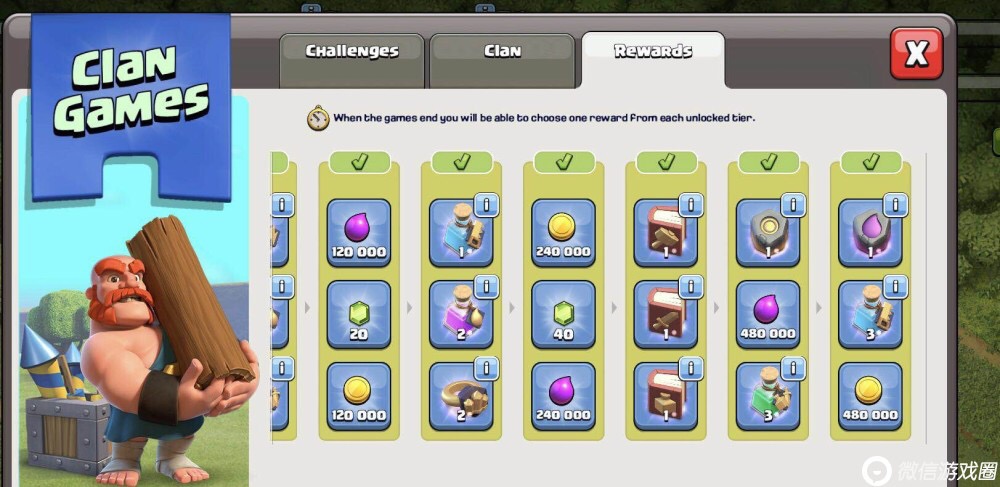 Clan
Games
Challenges
Clan
Rewards
X
When the games end you will be able to choose one reward from each unlocked tier.
i
i
i
i
i
i
i
120 000
1
240 000
1
1
1
i
i
i
20
2
40
1
480 000
3
i
i
i
i
120 000
2
240 000
1
3
480 000
微信游戏圈